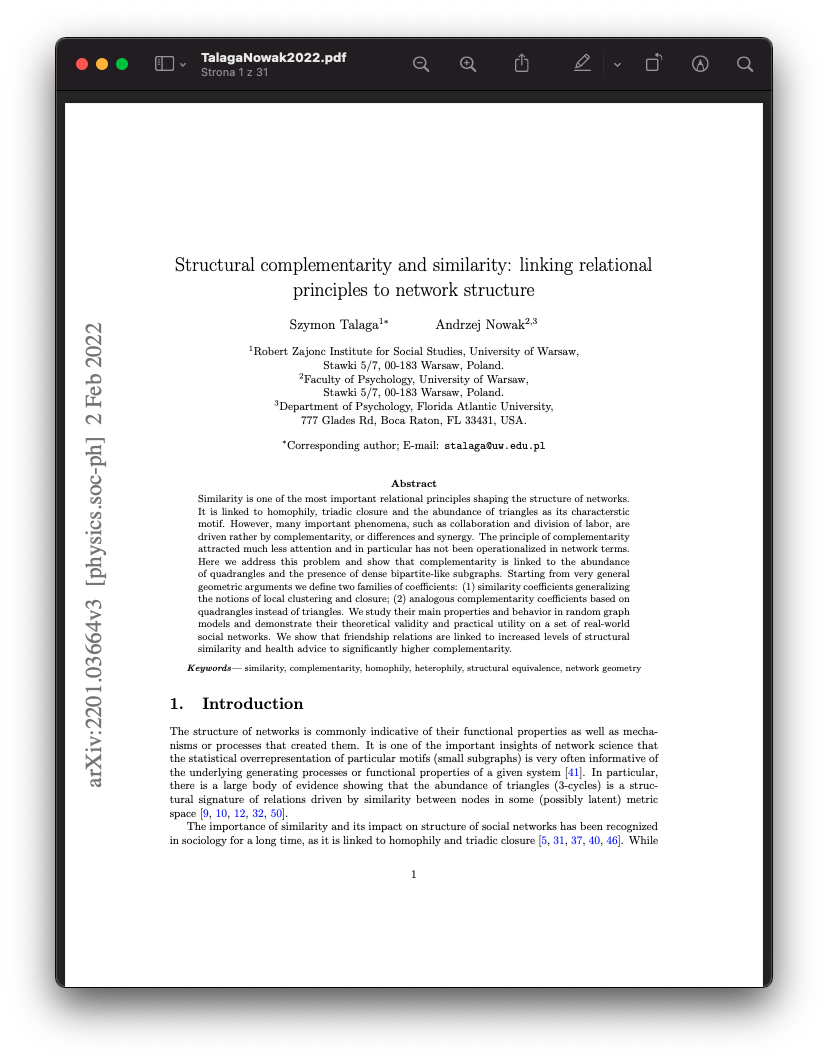 TalagaNowak2022.pdf
Strona 1 z 31
arXiv:2201.03664v3 [physics.soc-ph] 2 Feb 2022
Structural complementarity and similarity: linking relational
principles to network structure
Szymon Talaga1* Andrzej Nowak2,3
1Robert Zajonc Institute for Social Studies, University of Warsaw,
Stawki 5/7, 00-183 Warsaw, Poland.
2Faculty of Psychology, University of Warsaw,
Stawki 5/7, 00-183 Warsaw, Poland.
3Department of Psychology, Florida Atlantic University,
777 Glades Rd, Boca Raton, FL 33431, USA.
*Corresponding author; E-mail: stalaga@uw.edu.pl
Abstract
Similarity is one of the most important relational principles shaping the structure of networks.
It is linked to homophily, triadic closure and the abundance of triangles as its characterstic
motif. However, many important phenomena, such as collaboration and division of labor, are
driven rather by complementarity, or differences and synergy. The principle of complementarity
attracted much less attention and in particular has not been operationalized in network terms.
Here we address this problem and show that complementarity is linked to the abundance
of quadrangles and the presence of dense bipartite-like subgraphs. Starting from very general
geometric arguments we define two families of coefficients: (1) similarity coefficients generalizing
the notions of local clustering and closure; (2) analogous complementarity coefficients based on
quadrangles instead of triangles. We study their main properties and behavior in random graph
models and demonstrate their theoretical validity and practical utility on a set of real-world
social networks. We show that friendship relations are linked to increased levels of structural
similarity and health advice to significantly higher complementarity.
Keywords— similarity, complementarity, homophily, heterophily, structural equivalence, network geometry
1. Introduction
The structure of networks is commonly indicative of their functional properties as well as mecha-
nisms or processes that created them. It is one of the important insights of network science that
the statistical overrepresentation of particular motifs (small subgraphs) is very often informative of
the underlying generating processes or functional properties of a given system [41]. In particular,
there is a large body of evidence showing that the abundance of triangles (3-cycles) is a struc-
tural signature of relations driven by similarity between nodes in some (possibly latent) metric
space [9, 10, 12, 32, 50].
The importance of similarity and its impact on structure of social networks has been recognized
in sociology for a long time, as it is linked to homophily and triadic closure [5, 31, 37, 40, 46]. While
1